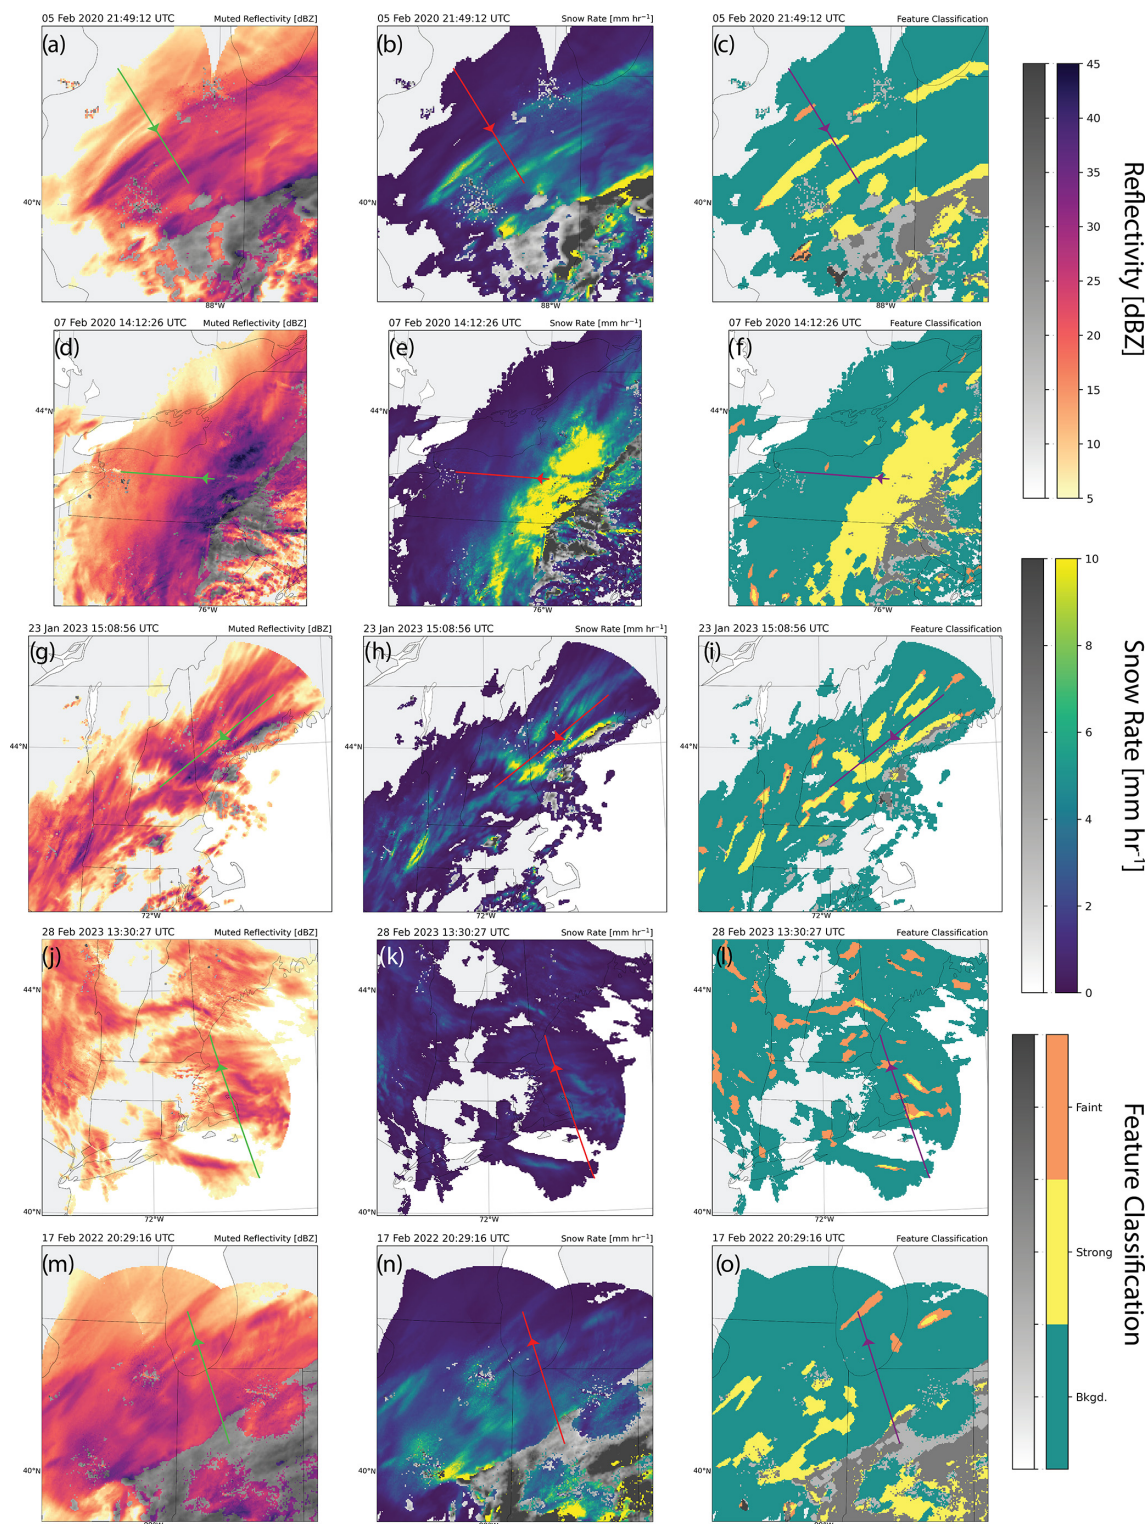 05 Feb 2020 21:49:12 UTC Muted Reflectivity [dBZ]
(a)
40°N
05 Feb 2020 21:49:12 UTC Snow Rate [mm hr⁻¹]
(b)
40°N
88°W
05 Feb 2020 21:49:12 UTC Feature Classification
(c)
40°N
88°W
88°W
07 Feb 2020 14:12:26 UTC Muted Reflectivity [dBZ]
(d)
44°N
76°W
07 Feb 2020 14:12:26 UTC Snow Rate [mm hr⁻¹]
(e)
44°N
76°W
07 Feb 2020 14:12:26 UTC Feature Classification
(f)
44°N
76°W
23 Jan 2023 15:08:56 UTC Muted Reflectivity [dBZ]
(g)
44°N
72°W
23 Jan 2023 15:08:56 UTC Snow Rate [mm hr⁻¹]
(h)
44°N
72°W
23 Jan 2023 15:08:56 UTC Feature Classification
(i)
44°N
72°W
28 Feb 2023 13:30:27 UTC Muted Reflectivity [dBZ]
(j)
44°N
40°N
72°W
28 Feb 2023 13:30:27 UTC Snow Rate [mm hr⁻¹]
(k)
44°N
40°N
72°W
28 Feb 2023 13:30:27 UTC Feature Classification
(l)
44°N
40°N
72°W
17 Feb 2022 20:29:16 UTC Muted Reflectivity [dBZ]
(m)
40°N
17 Feb 2022 20:29:16 UTC Snow Rate [mm hr⁻¹]
(n)
40°N
17 Feb 2022 20:29:16 UTC Feature Classification
(o)
40°N
45
40
35
30
25
20
15
10
5
Reflectivity [dBZ]
10
8
6
4
2
0
Snow Rate [mm hr⁻¹]
Faint
Strong
Bkgd.
Feature Classification